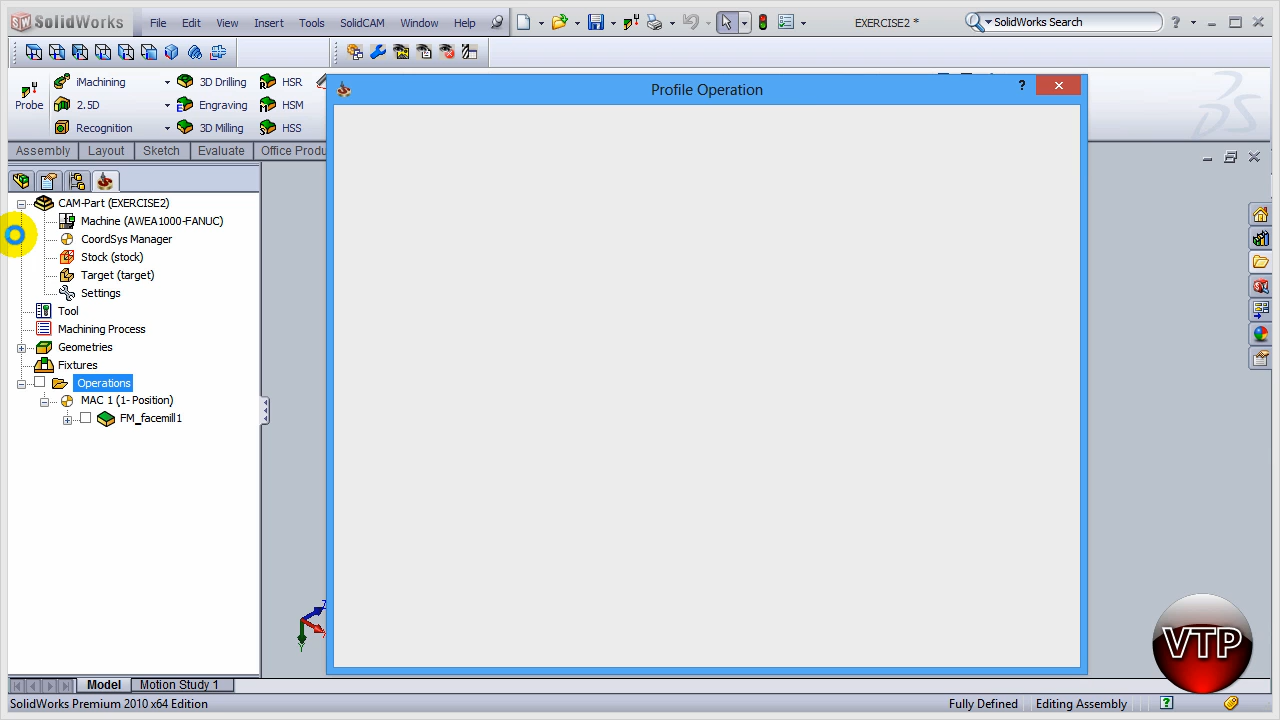 SolidWorks File Edit View Insert Tools SolidCAM Window Help EXERCISE2 * SolidWorks Search ?
Profile Operation ?
Probe
iMachining 3D Drilling HSR
2.5D Engraving HSM
Recognition 3D Milling HSS
Assembly Layout Sketch Evaluate Office Produ
CAM-Part (EXERCISE2)
Machine (AWEA1000-FANUC)
CoordSys Manager
Stock (stock)
Target (target)
Settings
Tool
Machining Process
Geometries
Fixtures
Operations
MAC 1 (1- Position)
FM_facemill1
VTP
Model Motion Study 1
SolidWorks Premium 2010 x64 Edition Fully Defined Editing Assembly